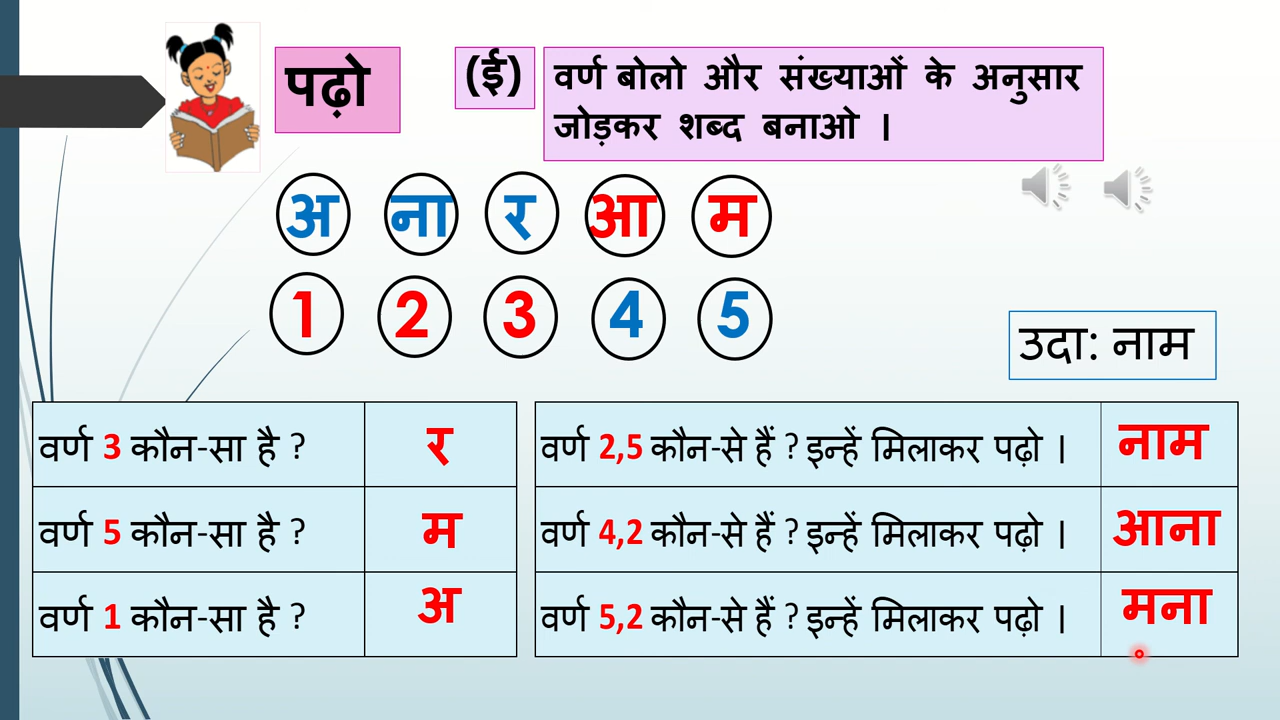 पढ़ो
(ई)
वर्ण बोलो और संख्याओं के अनुसार
जोड़कर शब्द बनाओ ।
अ ना र आ म
1 2 3 4 5
उदा: नाम
वर्ण 3 कौन-सा है ? र
वर्ण 5 कौन-सा है ? म
वर्ण 1 कौन-सा है ? अ
वर्ण 2,5 कौन-से हैं ? इन्हें मिलाकर पढ़ो । नाम
वर्ण 4,2 कौन-से हैं ? इन्हें मिलाकर पढ़ो । आना
वर्ण 5,2 कौन-से हैं ? इन्हें मिलाकर पढ़ो । मना